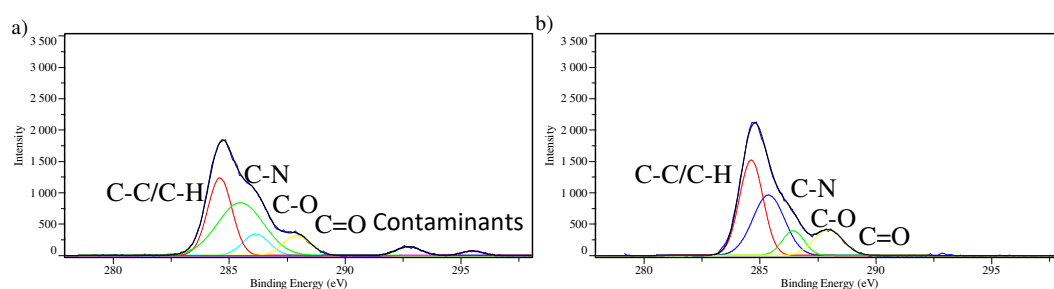 a)
3 500
3 000
2 500
2 000
1 500
1 000
500
0
Intensity
C-C/C-H
C-N
C-O
C=O
Contaminants
280
285
290
295
Binding Energy (eV)
b)
3 500
3 000
2 500
2 000
1 500
1 000
500
0
Intensity
C-C/C-H
C-N
C-O
C=O
280
285
290
295
Binding Energy (eV)